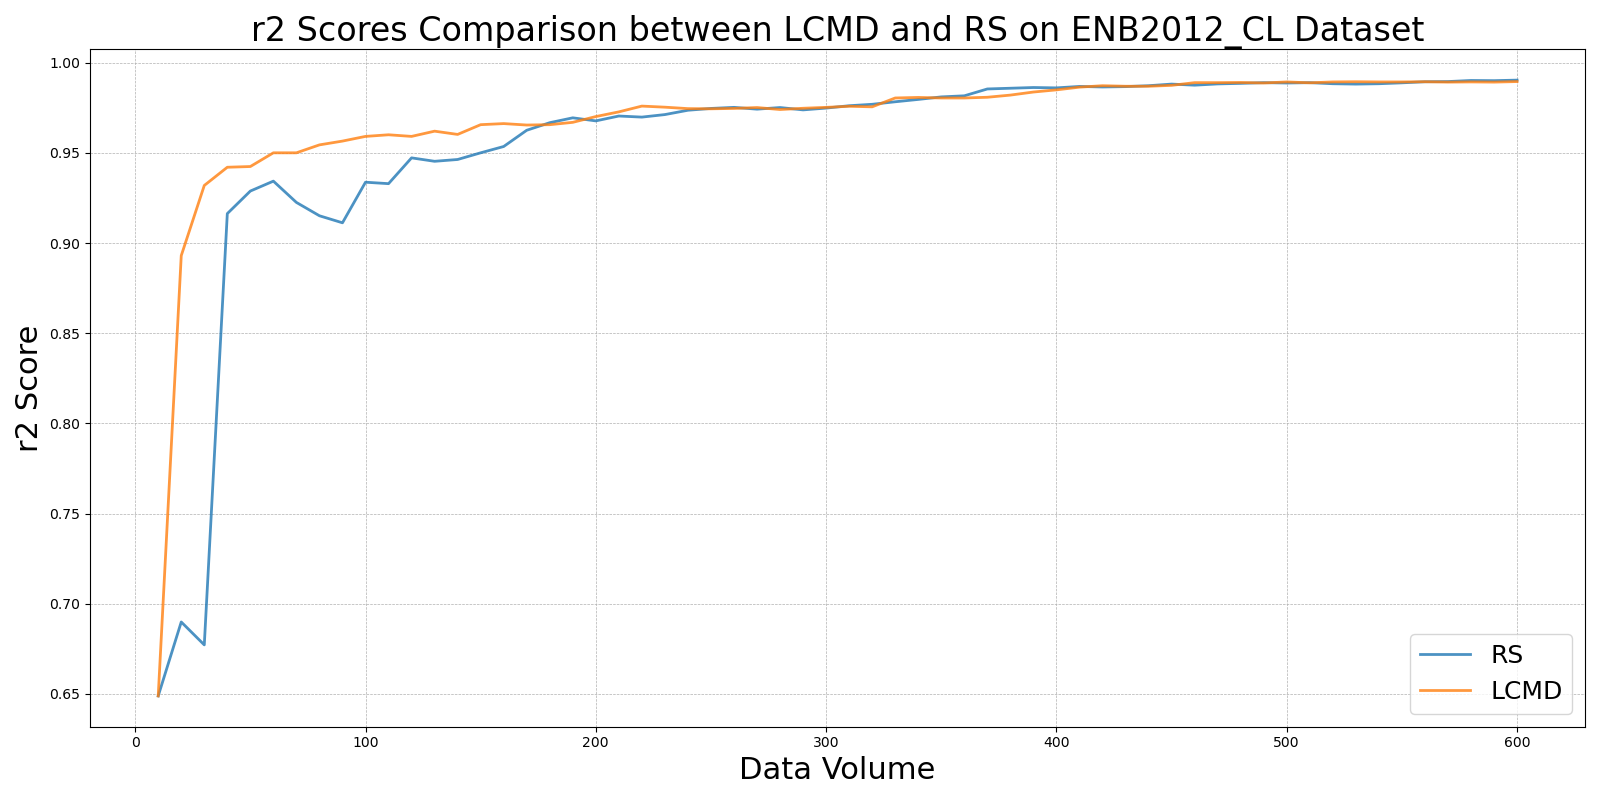 r2 Scores Comparison between LCMD and RS on ENB2012_CL Dataset
r2 Score
1.00
0.95
0.90
0.85
0.80
0.75
0.70
0.65
RS
LCMD
0 100 200 300 400 500 600
Data Volume